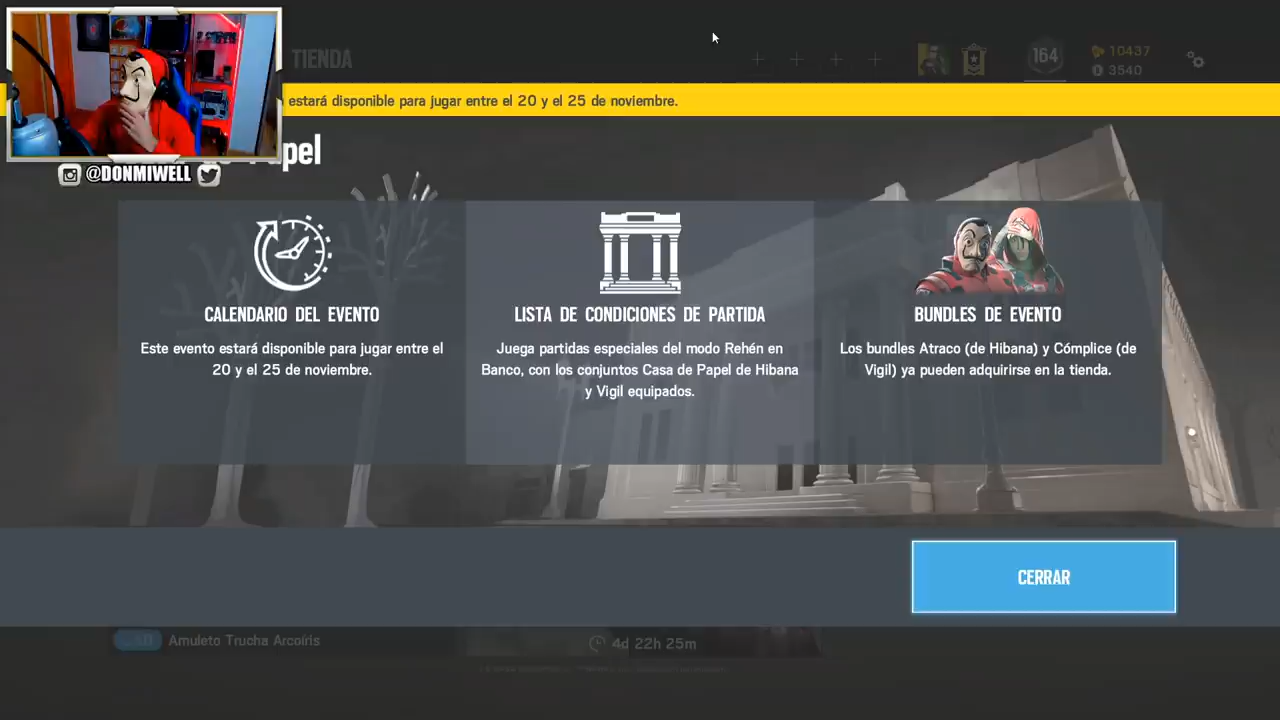 TIENDA
164
10437
3540
estará disponible para jugar entre el 20 y el 25 de noviembre.
Papel
@DONMIWELL
CALENDARIO DEL EVENTO
Este evento estará disponible para jugar entre el
20 y el 25 de noviembre.
LISTA DE CONDICIONES DE PARTIDA
Juega partidas especiales del modo Rehén en
Banco, con los conjuntos Casa de Papel de Hibana
y Vigil equipados.
BUNDLES DE EVENTO
Los bundles Atraco (de Hibana) y Cómplice (de
Vigil) ya pueden adquirirse en la tienda.
CERRAR
Amuleto Trucha Arcoíris
4d 22h 25m